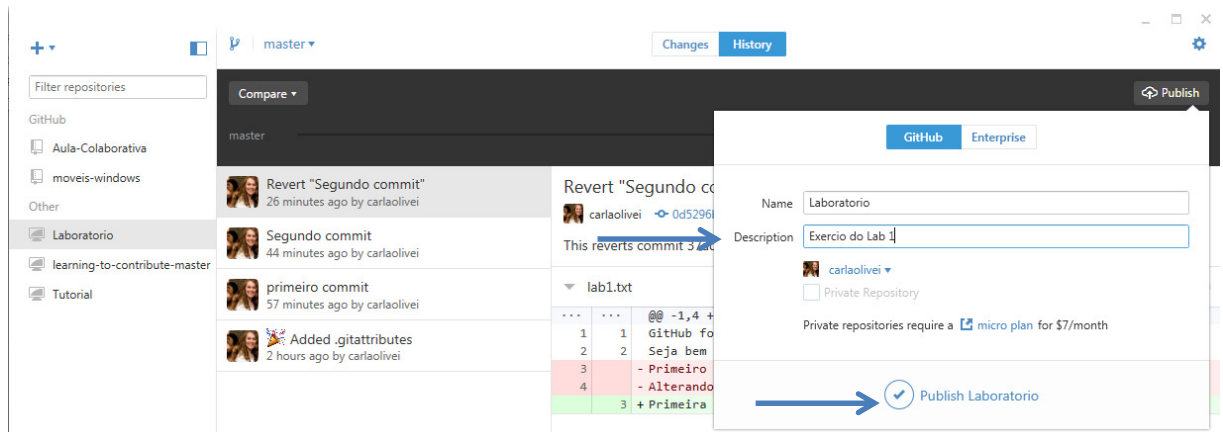 master
Changes
History
Filter repositories
Compare
Publish
GitHub
Aula-Colaborativa
moveis-windows
Other
Laboratorio
learning-to-contribute-master
Tutorial
master
Revert "Segundo commit"
26 minutes ago by carlaolivei
Segundo commit
44 minutes ago by carlaolivei
primeiro commit
57 minutes ago by carlaolivei
Added .gitattributes
2 hours ago by carlaolivei
Revert "Segundo
carlaolivei
This reverts commit
lab1.txt
... ... @@ -1,4 +
1 1 GitHub
2 2 Seja bem
3 - Primeiro
4 - Alterando
3 + Primeira
GitHub
Enterprise
Name Laboratorio
Description Exercio do Lab 1
carlaolivei
Private Repository
Private repositories require a micro plan for $7/month
Publish Laboratorio